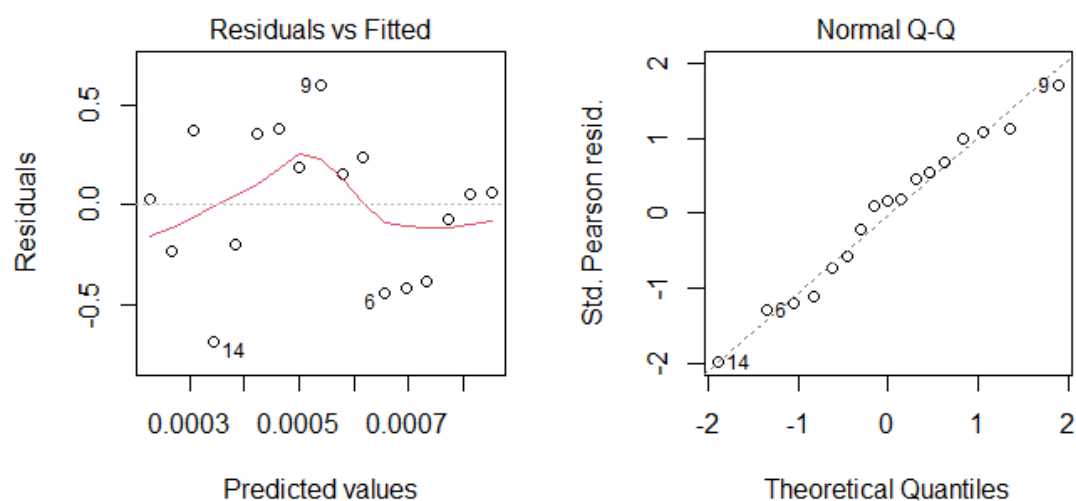 Residuals vs Fitted
Residuals
0.5
0.0
-0.5
9
6
14
0.0003 0.0005 0.0007
Predicted values
Normal Q-Q
Std. Pearson resid.
2
1
0
-1
-2
9
6
14
-2 -1 0 1 2
Theoretical Quantiles